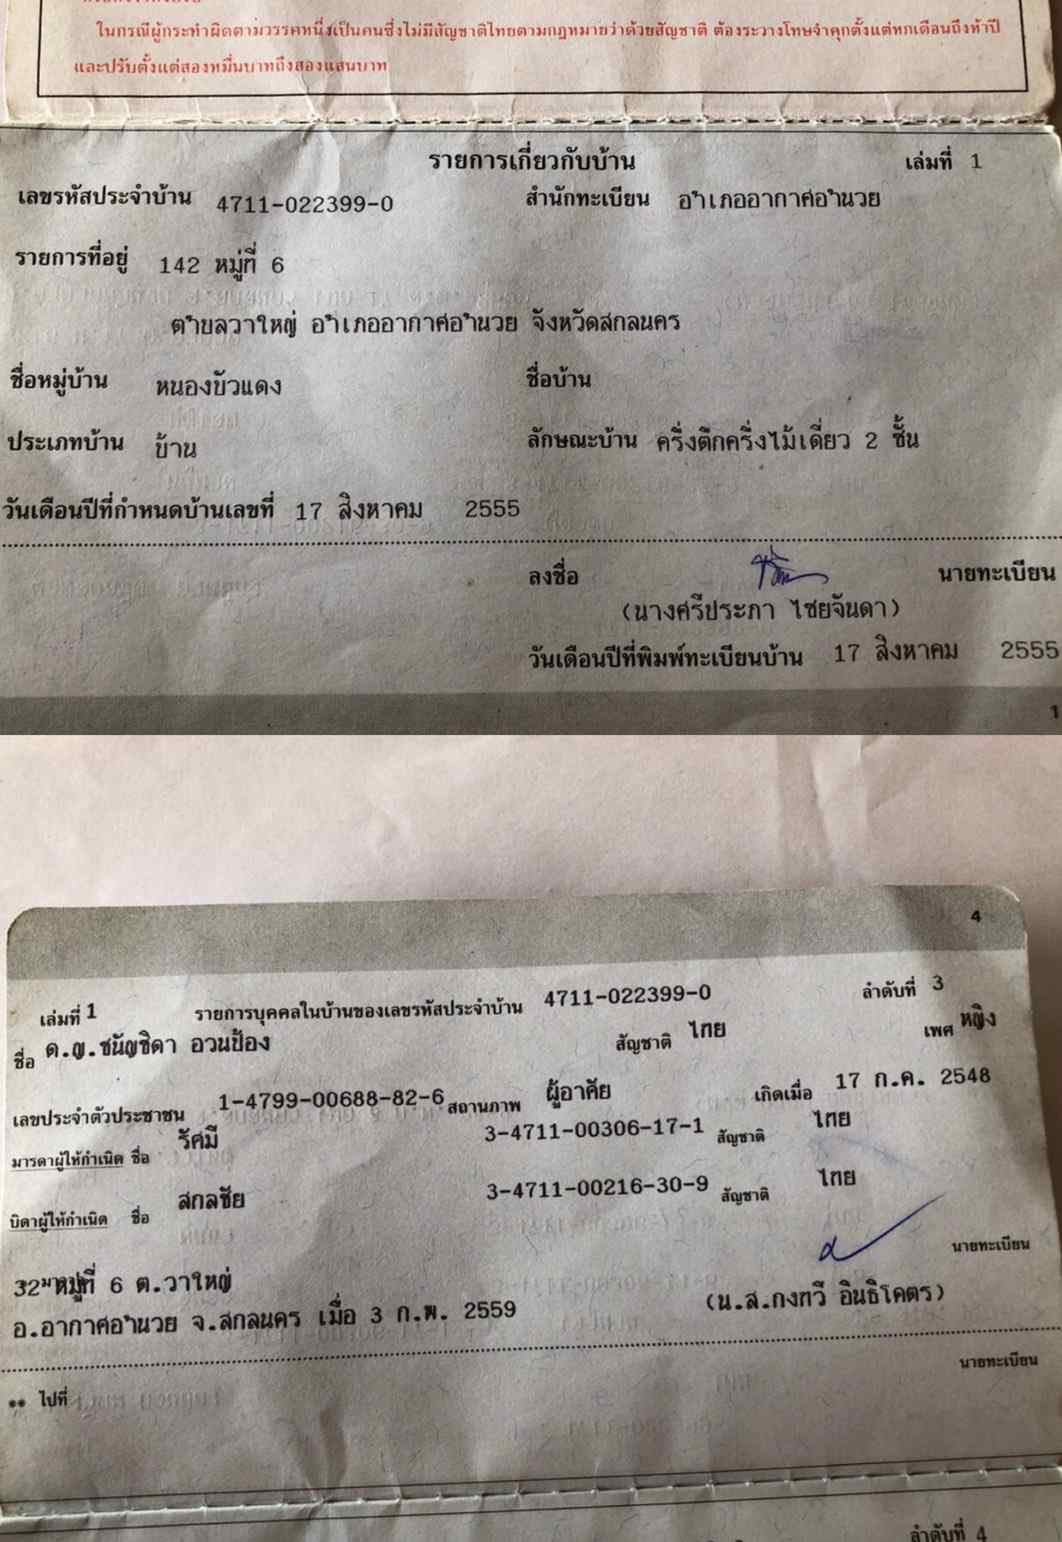 ในกรณีผู้กระทำผิดตามวรรคหนึ่งเป็นคนซึ่งไม่มีสัญชาติไทยตามกฎหมายว่าด้วยสัญชาติ ต้องระวางโทษจำคุกตั้งแต่หกเดือนถึงห้าปี
และปรับตั้งแต่สองหมื่นบาทถึงสองแสนบาท
รายการเกี่ยวกับบ้าน เล่มที่ 1
เลขรหัสประจำบ้าน 4711-022399-0 สำนักทะเบียน อำเภออากาศอำนวย
รายการที่อยู่ 142 หมู่ที่ 6
ตำบลวาใหญ่ อำเภออากาศอำนวย จังหวัดสกลนคร
ชื่อหมู่บ้าน หนองบัวแดง ชื่อบ้าน
ประเภทบ้าน บ้าน ลักษณะบ้าน ครึ่งตึกครึ่งไม้เดี่ยว 2 ชั้น
วันเดือนปีที่กำหนดบ้านเลขที่ 17 สิงหาคม 2555
ลงชื่อ นายทะเบียน
(นางศรีประภา ไชยจันดา)
วันเดือนปีที่พิมพ์ทะเบียนบ้าน 17 สิงหาคม 2555
1
4
เล่มที่ 1 รายการบุคคลในบ้านของเลขรหัสประจำบ้าน 4711-022399-0 ลำดับที่ 3
ชื่อ ด.ญ.ชนัญชิดา อวนป้อง สัญชาติ ไทย เพศ หญิง
เลขประจำตัวประชาชน 1-4799-00688-82-6 สถานภาพ ผู้อาศัย เกิดเมื่อ 17 ก.ค. 2548
มารดาผู้ให้กำเนิด ชื่อ รัศมี 3-4711-00306-17-1 สัญชาติ ไทย
บิดาผู้ให้กำเนิด ชื่อ สกลชัย 3-4711-00216-30-9 สัญชาติ ไทย
32 หมู่ที่ 6 ต.วาใหญ่ นายทะเบียน
อ.อากาศอำนวย จ.สกลนคร เมื่อ 3 ก.พ. 2559 (น.ส.กงทวี อินธิโคตร)
** ไปที่ นายทะเบียน
ลำดับที่ 4